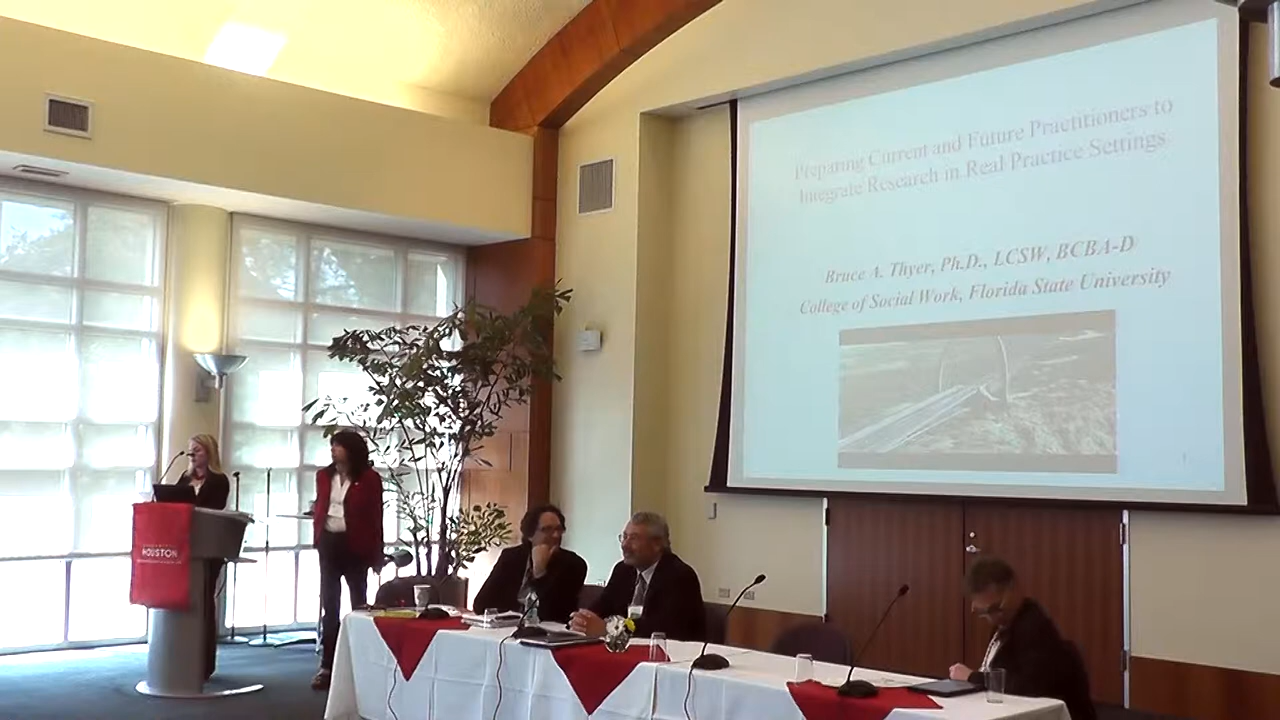 Preparing Current and Future Practitioners to
Integrate Research in Real Practice Settings
Bruce A. Thyer, Ph.D., LCSW, BCBA-D
College of Social Work, Florida State University
HOUSTON